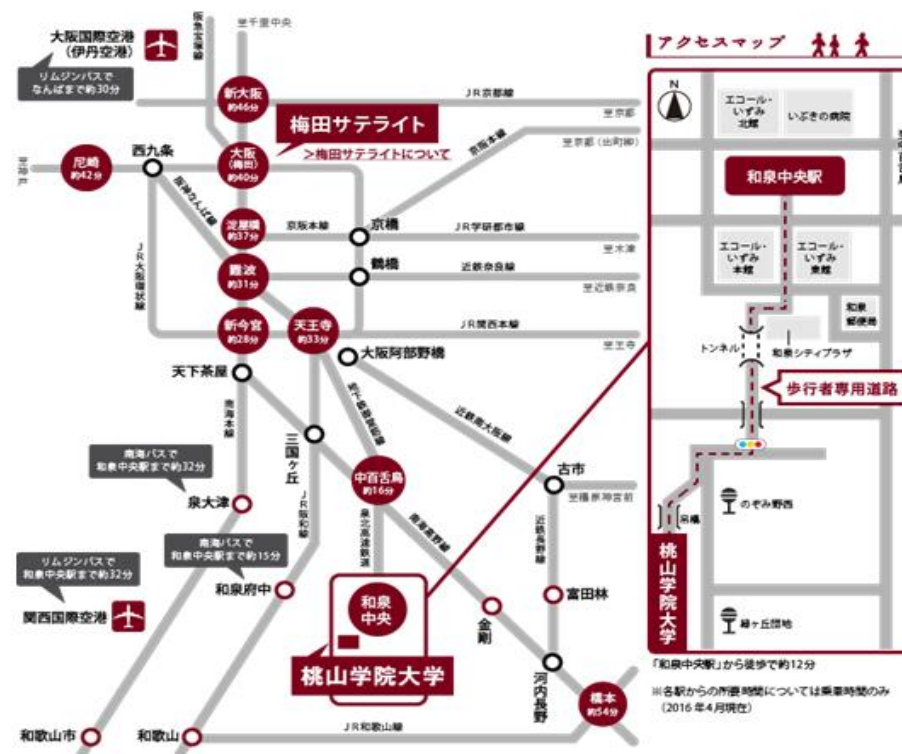 大阪国際空港
（伊丹空港）
リムジンバスで
なんばまで約30分
至千里中央
新大阪
約46分
JR京都線
至京都
梅田サテライト
>梅田サテライトについて
京阪本線
至京都（出町柳）
尼崎
約42分
西九条
大阪
（梅田）
約40分
阪神なんば線
淀屋橋
約37分
京阪本線
京橋
JR学研都市線
至木津
JR大阪環状線
難波
約31分
鶴橋
近鉄奈良線
至近鉄奈良
新今宮
約28分
天王寺
約33分
JR関西本線
至王寺
天下茶屋
大阪阿部野橋
南海本線
近鉄南大阪線
三国ヶ丘
南海バスで
和泉中央駅まで約32分
泉大津
中百舌鳥
約16分
古市
至橿原神宮前
JR阪和線
泉北高速鉄道
南海高野線
近鉄長野線
南海バスで
和泉中央駅まで約15分
和泉府中
リムジンバスで
和泉中央駅まで約32分
関西国際空港
和泉
中央
桃山学院大学
金剛
富田林
河内長野
橋本
約54分
JR和歌山線
和歌山市
和歌山
アクセスマップ
N
エコール・
いずみ
北館
いぶきの病院
和泉中央駅
エコール・
いずみ
本館
エコール・
いずみ
東館
和泉
郵便局
トンネル
和泉シティプラザ
歩行者専用道路
のぞみ野西
吊橋
桃山学院大学
緑ヶ丘団地
「和泉中央駅」から徒歩で約12分
※各駅からの所要時間については乗車時間のみ
（2016年4月現在）